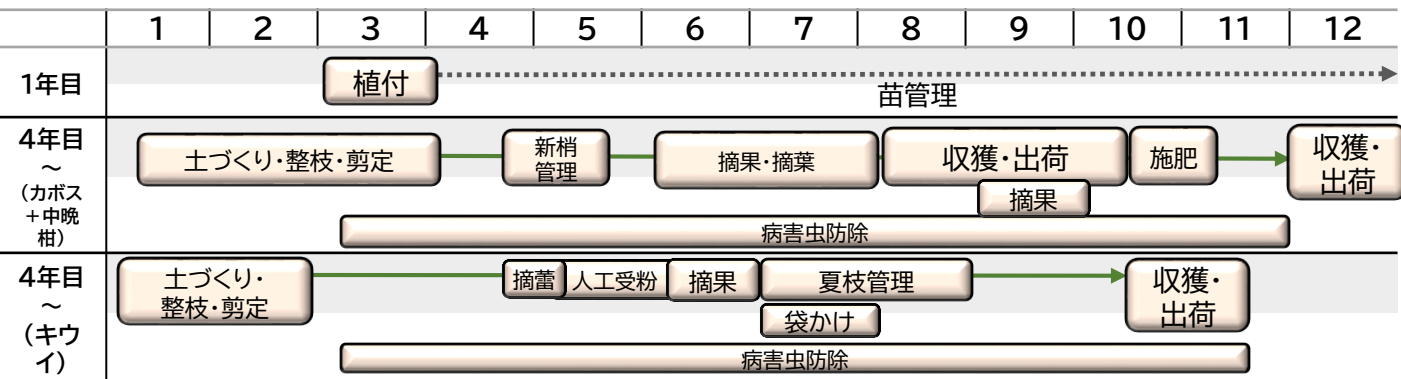 1 2 3 4 5 6 7 8 9 10 11 12
1年目
植付
苗管理
4年目
～
(カボス
＋中晩
柑)
土づくり・整枝・剪定
新梢
管理
摘果・摘葉
収獲・出荷
施肥
収獲・
出荷
摘果
病害虫防除
4年目
～
(キウ
イ)
土づくり・
整枝・剪定
摘蕾
人工受粉
摘果
夏枝管理
収獲・
出荷
袋かけ
病害虫防除